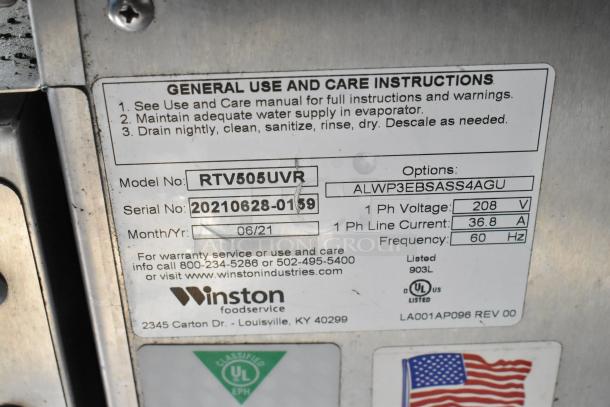 GENERAL USE AND CARE INSTRUCTIONS
1. See Use and Care manual for full instructions and warnings.
2. Maintain adequate water supply in evaporator.
3. Drain nightly, clean, sanitize, rinse, dry. Descale as needed.
Model No: RTV505UVR
Options:
ALWP3EBSASS4AGU
Serial No: 20210628-0159
1 Ph Voltage: 208 V
Month/Yr: 06/21
1 Ph Line Current: 36.8 A
Frequency: 60 Hz
For warranty service or use and care
info call 800-234-5286 or 502-495-5400
or visit www.winstonindustries.com
Listed
903L
Winston
foodservice
C UL US
LISTED
2345 Carton Dr. - Louisville, KY 40299
LA001AP096 REV 00
AUCTION GROUP
CLASSIFIED
UL
EPH